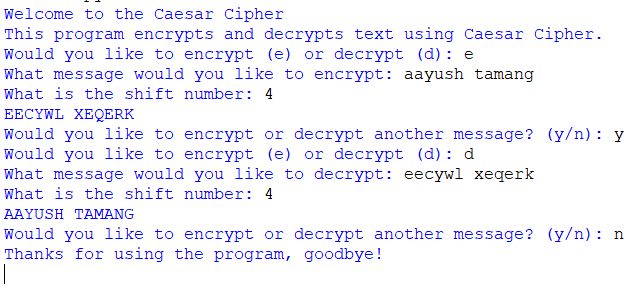 Welcome to the Caesar Cipher
This program encrypts and decrypts text using Caesar Cipher.
Would you like to encrypt (e) or decrypt (d): e
What message would you like to encrypt: aayush tamang
What is the shift number: 4
EECYWL XEQERK
Would you like to encrypt or decrypt another message? (y/n): y
Would you like to encrypt (e) or decrypt (d): d
What message would you like to decrypt: eecywl xeqerk
What is the shift number: 4
AAYUSH TAMANG
Would you like to encrypt or decrypt another message? (y/n): n
Thanks for using the program, goodbye!